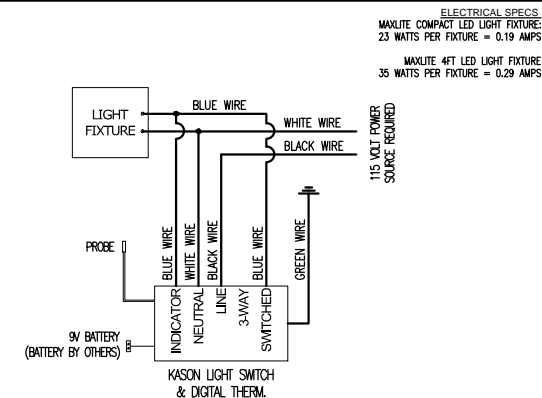 ELECTRICAL SPECS
MAXLITE COMPACT LED LIGHT FIXTURE:
23 WATTS PER FIXTURE = 0.19 AMPS
MAXLITE 4FT LED LIGHT FIXTURE
35 WATTS PER FIXTURE = 0.29 AMPS
LIGHT
FIXTURE
BLUE WIRE
WHITE WIRE
BLACK WIRE
115 VOLT POWER
SOURCE REQUIRED
BLUE WIRE
WHITE WIRE
BLACK WIRE
BLUE WIRE
GREEN WIRE
PROBE
INDICATOR
NEUTRAL
LINE
3-WAY
SWITCHED
9V BATTERY
(BATTERY BY OTHERS)
KASON LIGHT SWITCH
& DIGITAL THERM.